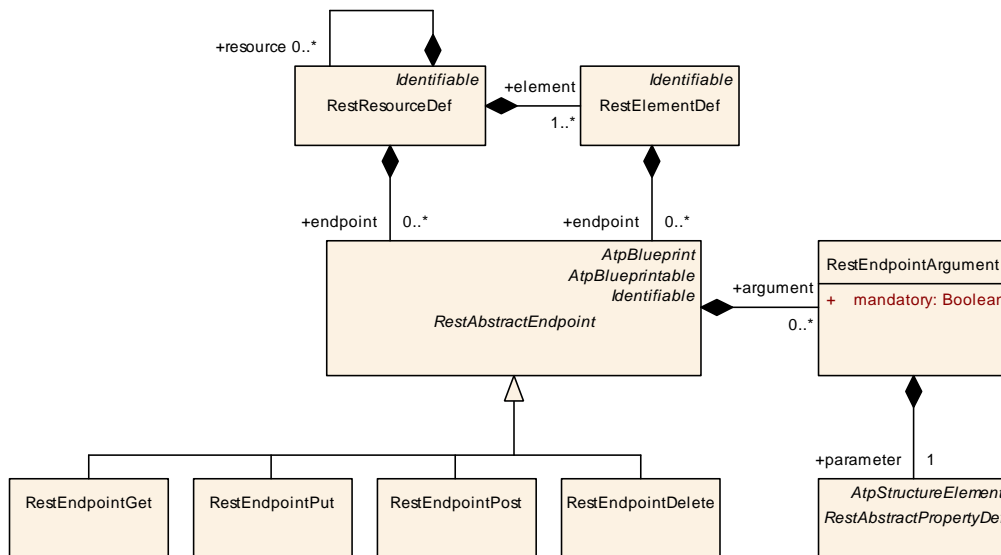 +resource 0..*
Identifiable
RestResourceDef
+element
1..*
Identifiable
RestElementDef
+endpoint 0..*
+endpoint 0..*
AtpBlueprint
AtpBlueprintable
Identifiable
RestAbstractEndpoint
+argument
0..*
RestEndpointArgument
+ mandatory: Boolean
+parameter 1
RestEndpointGet
RestEndpointPut
RestEndpointPost
RestEndpointDelete
AtpStructureElement
RestAbstractPropertyDe